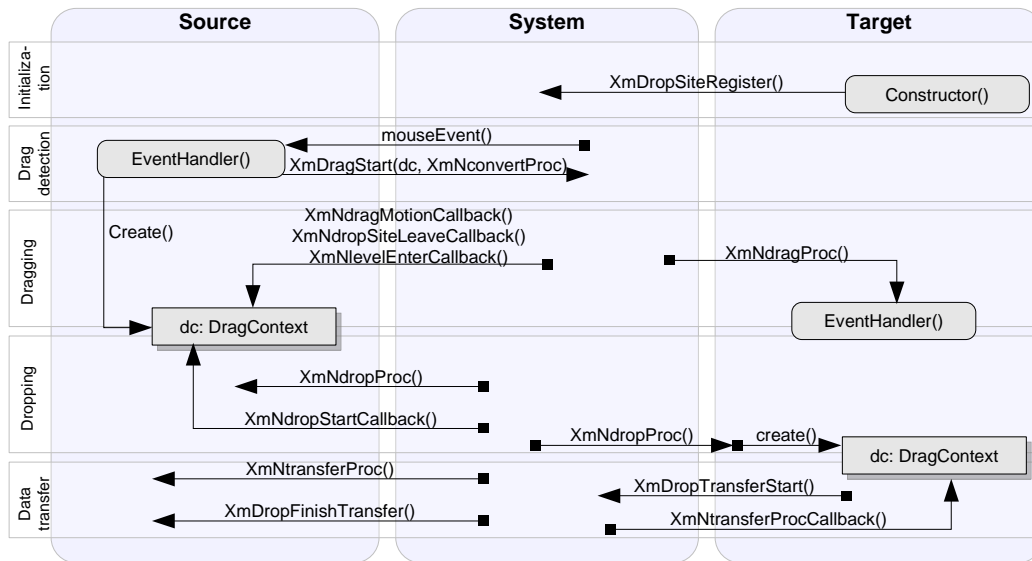 Source
System
Target
Initializa-
tion
XmDropSiteRegister()
Constructor()
Drag
detection
mouseEvent()
EventHandler()
XmDragStart(dc, XmNconvertProc)
Create()
Dragging
XmNdragMotionCallback()
XmNdropSiteLeaveCallback()
XmNlevelEnterCallback()
XmNdragProc()
dc: DragContext
EventHandler()
Dropping
XmNdropProc()
XmNdropStartCallback()
XmNdropProc()
create()
dc: DragContext
Data
transfer
XmNtransferProc()
XmDropTransferStart()
XmDropFinishTransfer()
XmNtransferProcCallback()